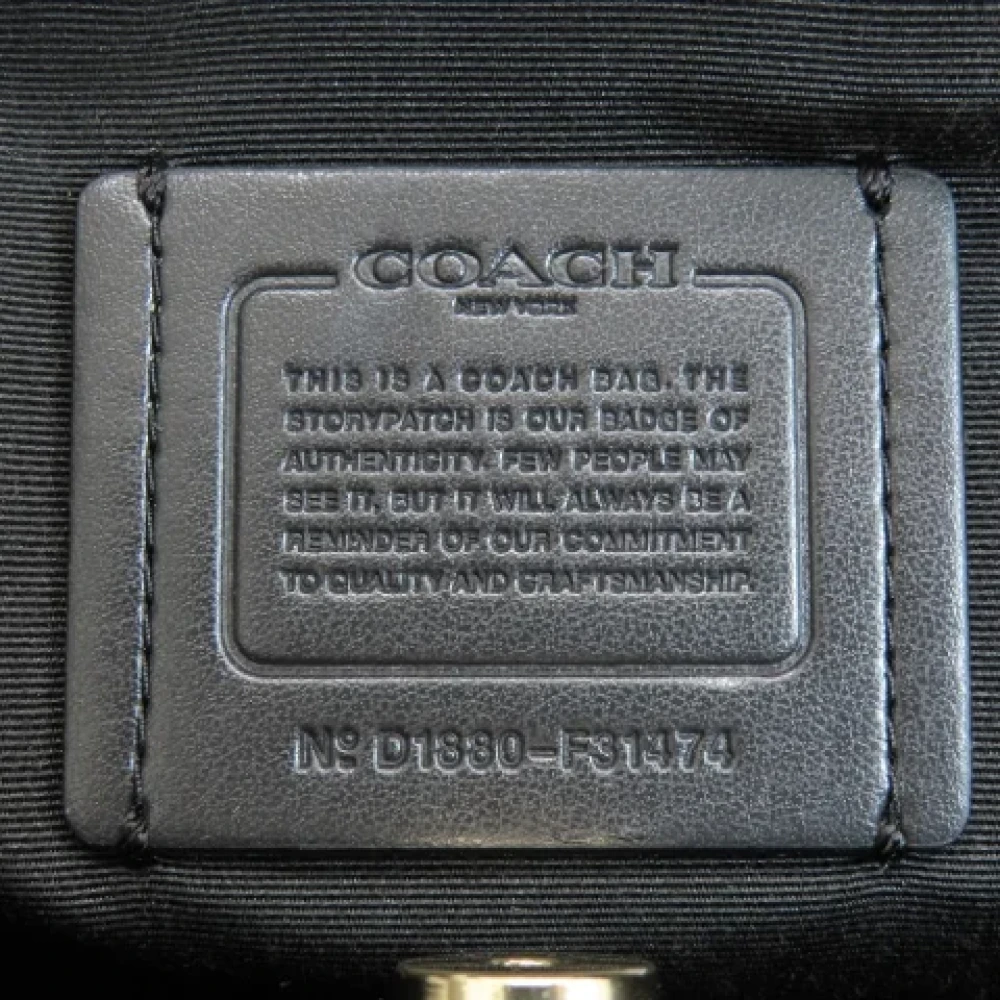 COACH
NEW YORK
THIS IS A COACH BAG. THE
STORYPATCH IS OUR BADGE OF
AUTHENTICITY. FEW PEOPLE MAY
SEE IT, BUT IT WILL ALWAYS BE A
REMINDER OF OUR COMMITMENT
TO QUALITY AND CRAFTSMANSHIP.
Nº D1880-F31474